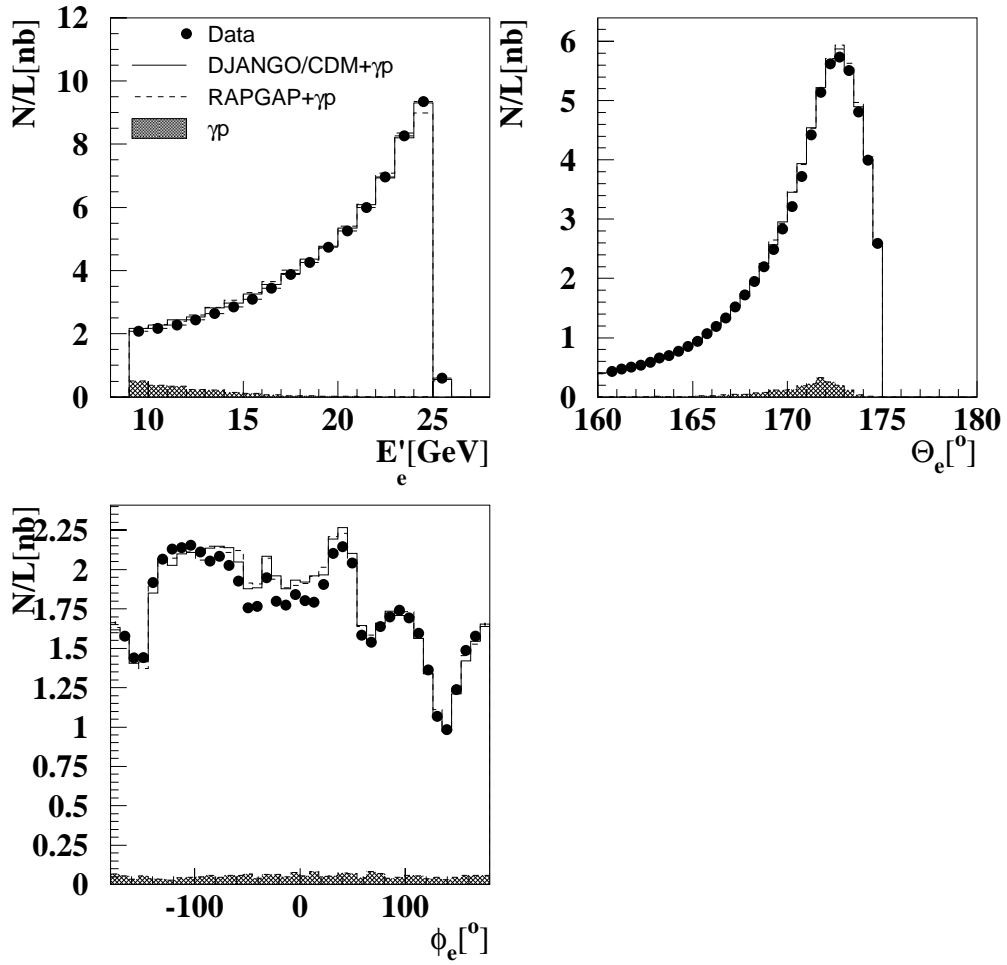 N/L[nb]
12
10
8
6
4
2
0
Data
DJANGO/CDM+γp
RAPGAP+γp
γp
10 15 20 25
E'e[GeV]
N/L[nb]
6
5
4
3
2
1
0
160 165 170 175 180
Θe[o]
N/L[nb]
2.25
2
1.75
1.5
1.25
1
0.75
0.5
0.25
0
-100 0 100
ϕe[o]